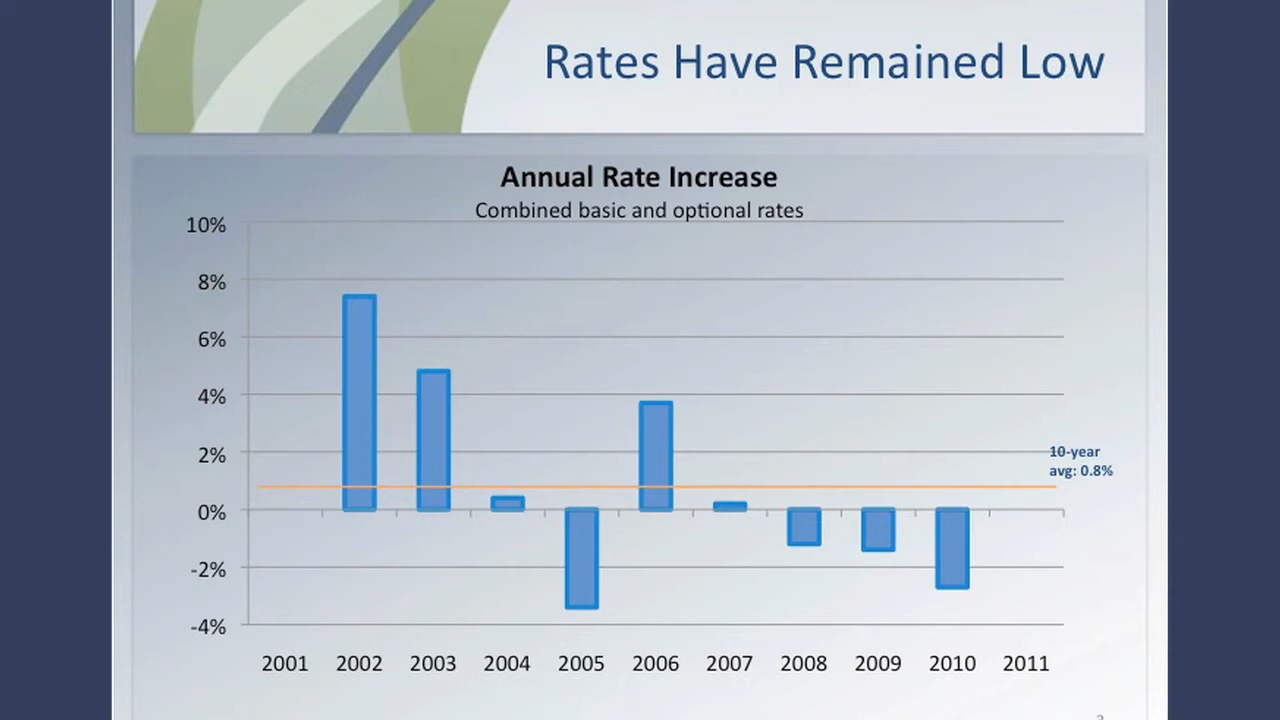 Rates Have Remained Low
Annual Rate Increase
Combined basic and optional rates
10%
8%
6%
4%
2%
0%
-2%
-4%
10-year
avg: 0.8%
2001 2002 2003 2004 2005 2006 2007 2008 2009 2010 2011